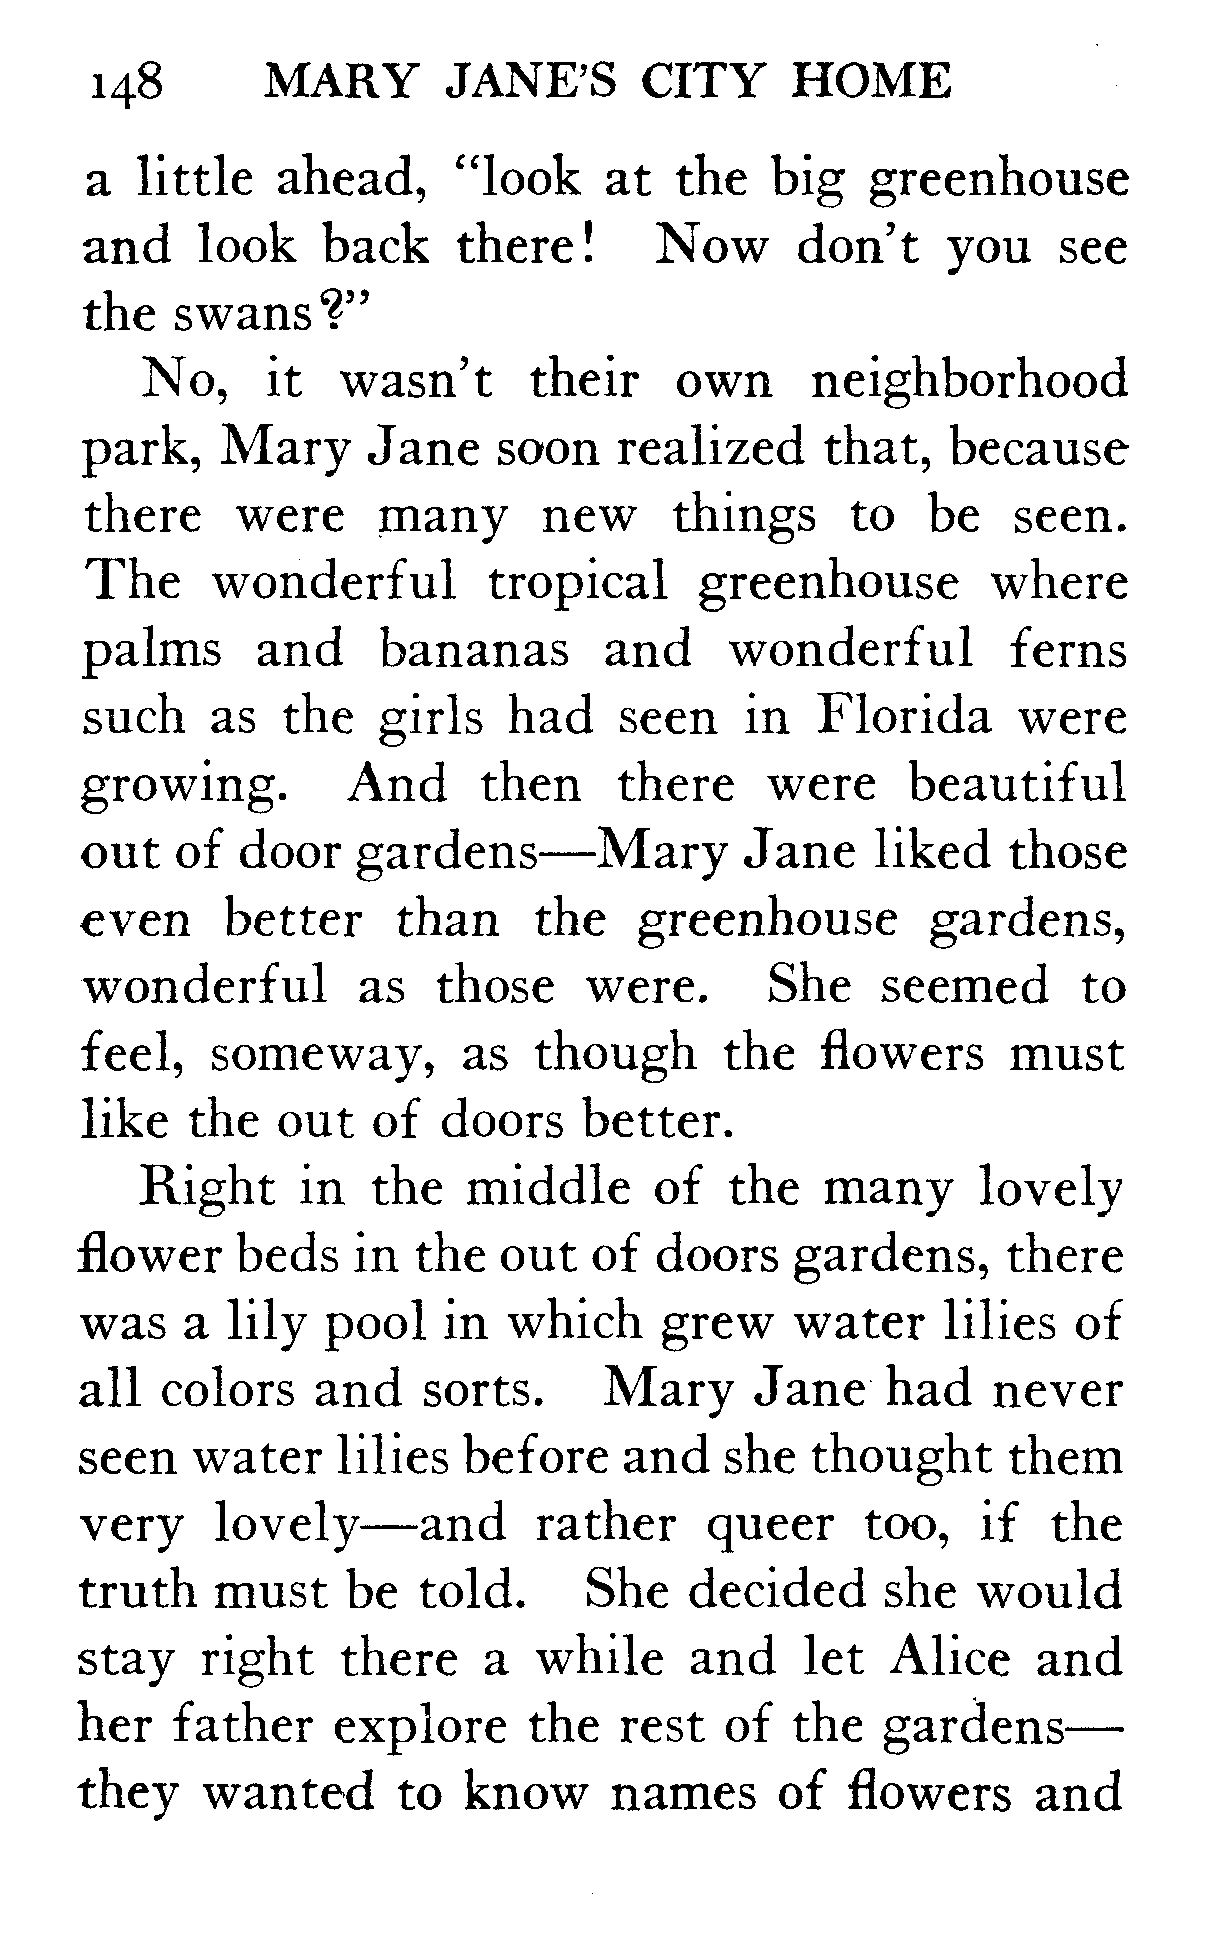 148 MARY JANE'S CITY HOME
a little ahead, "look at the big greenhouse
and look back there! Now don't you see
the swans?"
No, it wasn't their own neighborhood
park, Mary Jane soon realized that, because
there were many new things to be seen.
The wonderful tropical greenhouse where
palms and bananas and wonderful ferns
such as the girls had seen in Florida were
growing. And then there were beautiful
out of door gardens—Mary Jane liked those
even better than the greenhouse gardens,
wonderful as those were. She seemed to
feel, someway, as though the flowers must
like the out of doors better.
Right in the middle of the many lovely
flower beds in the out of doors gardens, there
was a lily pool in which grew water lilies of
all colors and sorts. Mary Jane had never
seen water lilies before and she thought them
very lovely—and rather queer too, if the
truth must be told. She decided she would
stay right there a while and let Alice and
her father explore the rest of the gardens—
they wanted to know names of flowers and